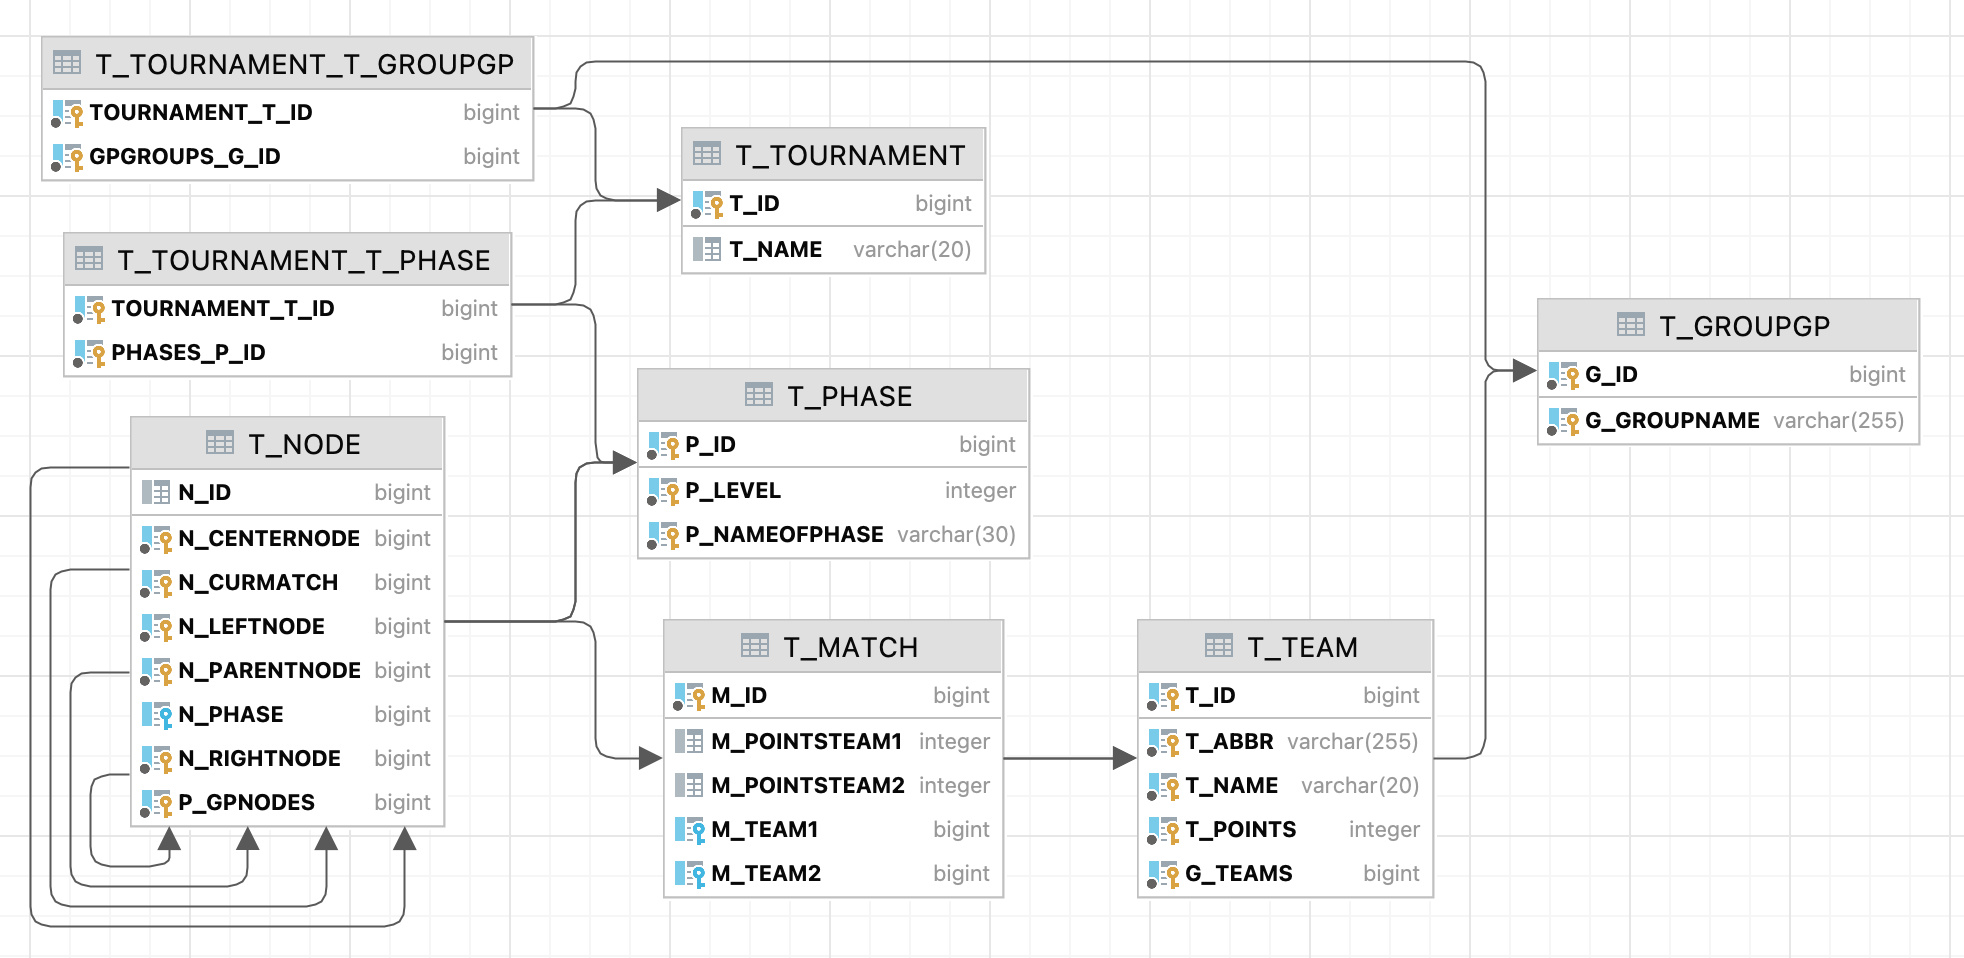 T_TOURNAMENT_T_GROUPGP
TOURNAMENT_T_ID bigint
GPGROUPS_G_ID bigint
T_TOURNAMENT
T_ID bigint
T_NAME varchar(20)
T_TOURNAMENT_T_PHASE
TOURNAMENT_T_ID bigint
PHASES_P_ID bigint
T_GROUPGP
G_ID bigint
G_GROUPNAME varchar(255)
T_PHASE
P_ID bigint
P_LEVEL integer
P_NAMEOFPHASE varchar(30)
T_NODE
N_ID bigint
N_CENTERNODE bigint
N_CURMATCH bigint
N_LEFTNODE bigint
N_PARENTNODE bigint
N_PHASE bigint
N_RIGHTNODE bigint
P_GPNODES bigint
T_MATCH
M_ID bigint
M_POINTSTEAM1 integer
M_POINTSTEAM2 integer
M_TEAM1 bigint
M_TEAM2 bigint
T_TEAM
T_ID bigint
T_ABBR varchar(255)
T_NAME varchar(20)
T_POINTS integer
G_TEAMS bigint